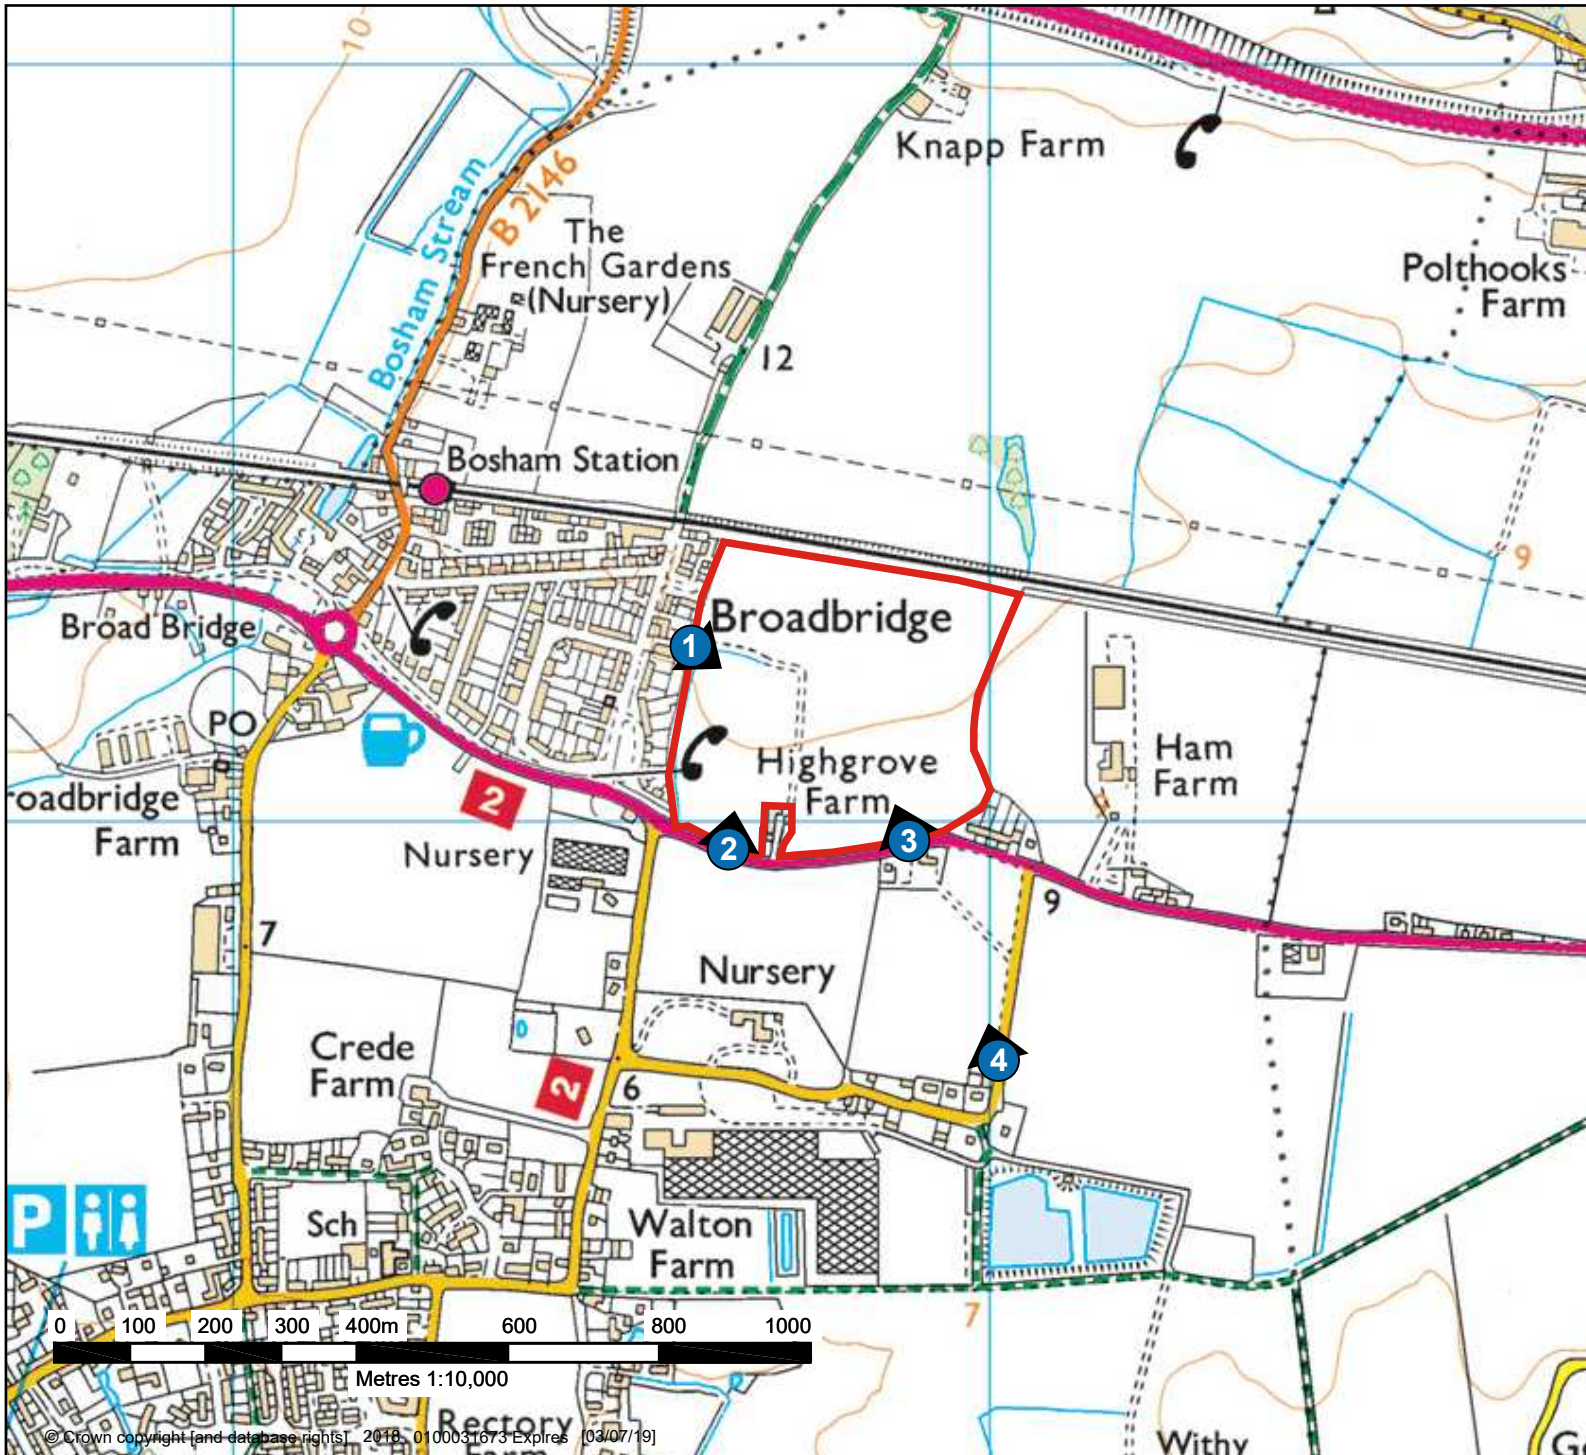 10
Knapp Farm
B 2146
Bosham Stream
The
French Gardens
(Nursery)
Polthooks
Farm
12
Bosham Station
9
Broadbridge
Broad Bridge
1
PO
Highgrove
Farm
Ham
Farm
2
roadbridge
Farm
Nursery
2
3
9
7
Nursery
Crede
Farm
2
6
4
P
Sch
Walton
Farm
7
0 100 200 300 400m 600 800 1000
Metres 1:10,000
Rectory
Farm
© Crown copyright [and database rights] 2018 0100031673 Expires [03/07/19]
Withy